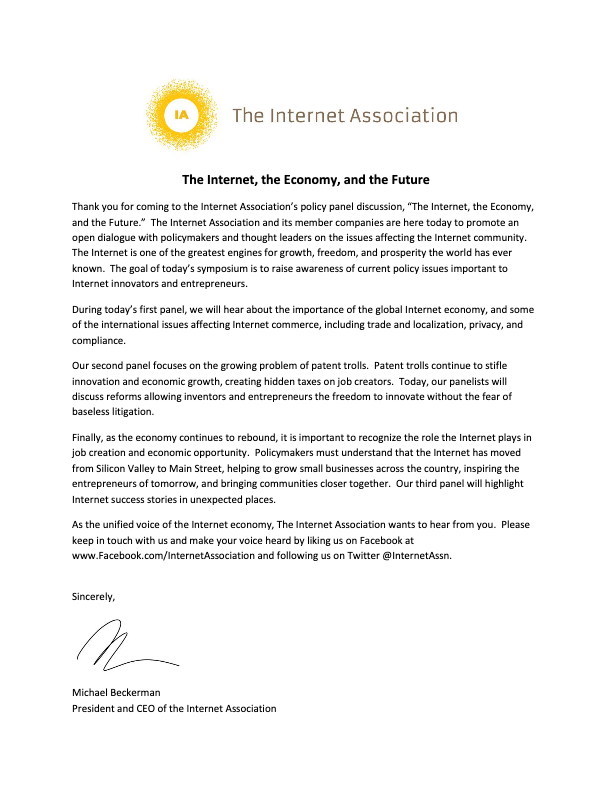 IA
The Internet Association
The Internet, the Economy, and the Future
Thank you for coming to the Internet Association’s policy panel discussion, “The Internet, the Economy,
and the Future.”  The Internet Association and its member companies are here today to promote an
open dialogue with policymakers and thought leaders on the issues affecting the Internet community.
The Internet is one of the greatest engines for growth, freedom, and prosperity the world has ever
known.  The goal of today’s symposium is to raise awareness of current policy issues important to
Internet innovators and entrepreneurs.
During today’s first panel, we will hear about the importance of the global Internet economy, and some
of the international issues affecting Internet commerce, including trade and localization, privacy, and
compliance.
Our second panel focuses on the growing problem of patent trolls.  Patent trolls continue to stifle
innovation and economic growth, creating hidden taxes on job creators.  Today, our panelists will
discuss reforms allowing inventors and entrepreneurs the freedom to innovate without the fear of
baseless litigation.
Finally, as the economy continues to rebound, it is important to recognize the role the Internet plays in
job creation and economic opportunity.  Policymakers must understand that the Internet has moved
from Silicon Valley to Main Street, helping to grow small businesses across the country, inspiring the
entrepreneurs of tomorrow, and bringing communities closer together.  Our third panel will highlight
Internet success stories in unexpected places.
As the unified voice of the Internet economy, The Internet Association wants to hear from you.  Please
keep in touch with us and make your voice heard by liking us on Facebook at
www.Facebook.com/InternetAssociation and following us on Twitter @InternetAssn.
Sincerely,
Michael Beckerman
President and CEO of the Internet Association